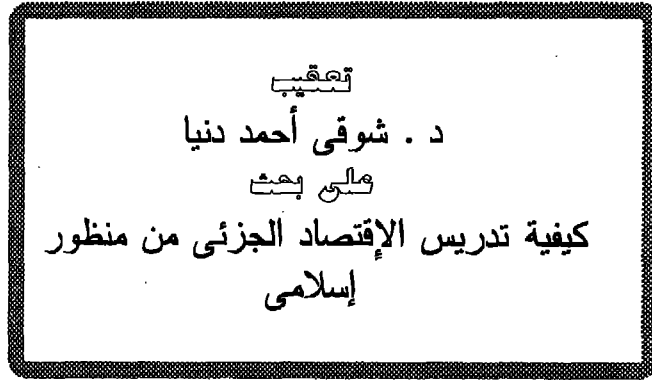 تعقيب
د . شوقى أحمد دنيا
على بحث
كيفية تدريس الإقتصاد الجزئى من منظور
إسلامى